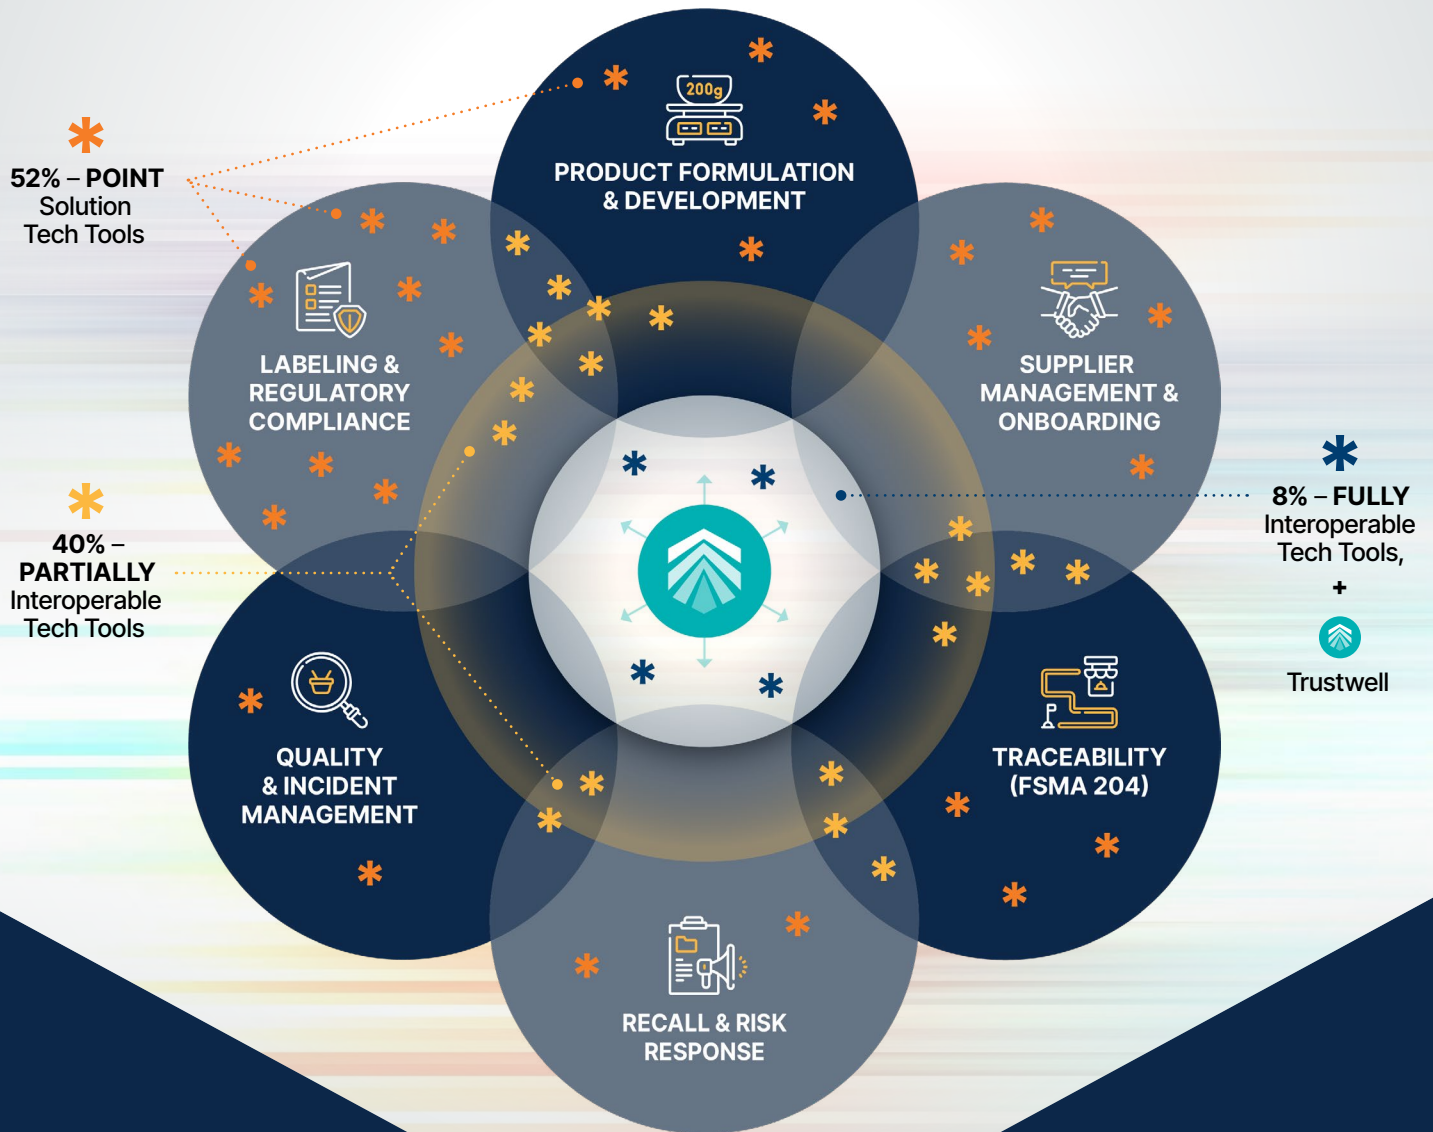 200g
PRODUCT FORMULATION
& DEVELOPMENT
52% – POINT
Solution
Tech Tools
LABELING &
REGULATORY
COMPLIANCE
SUPPLIER
MANAGEMENT &
ONBOARDING
40% –
PARTIALLY
Interoperable
Tech Tools
8% – FULLY
Interoperable
Tech Tools,
+
Trustwell
QUALITY
& INCIDENT
MANAGEMENT
TRACEABILITY
(FSMA 204)
RECALL & RISK
RESPONSE